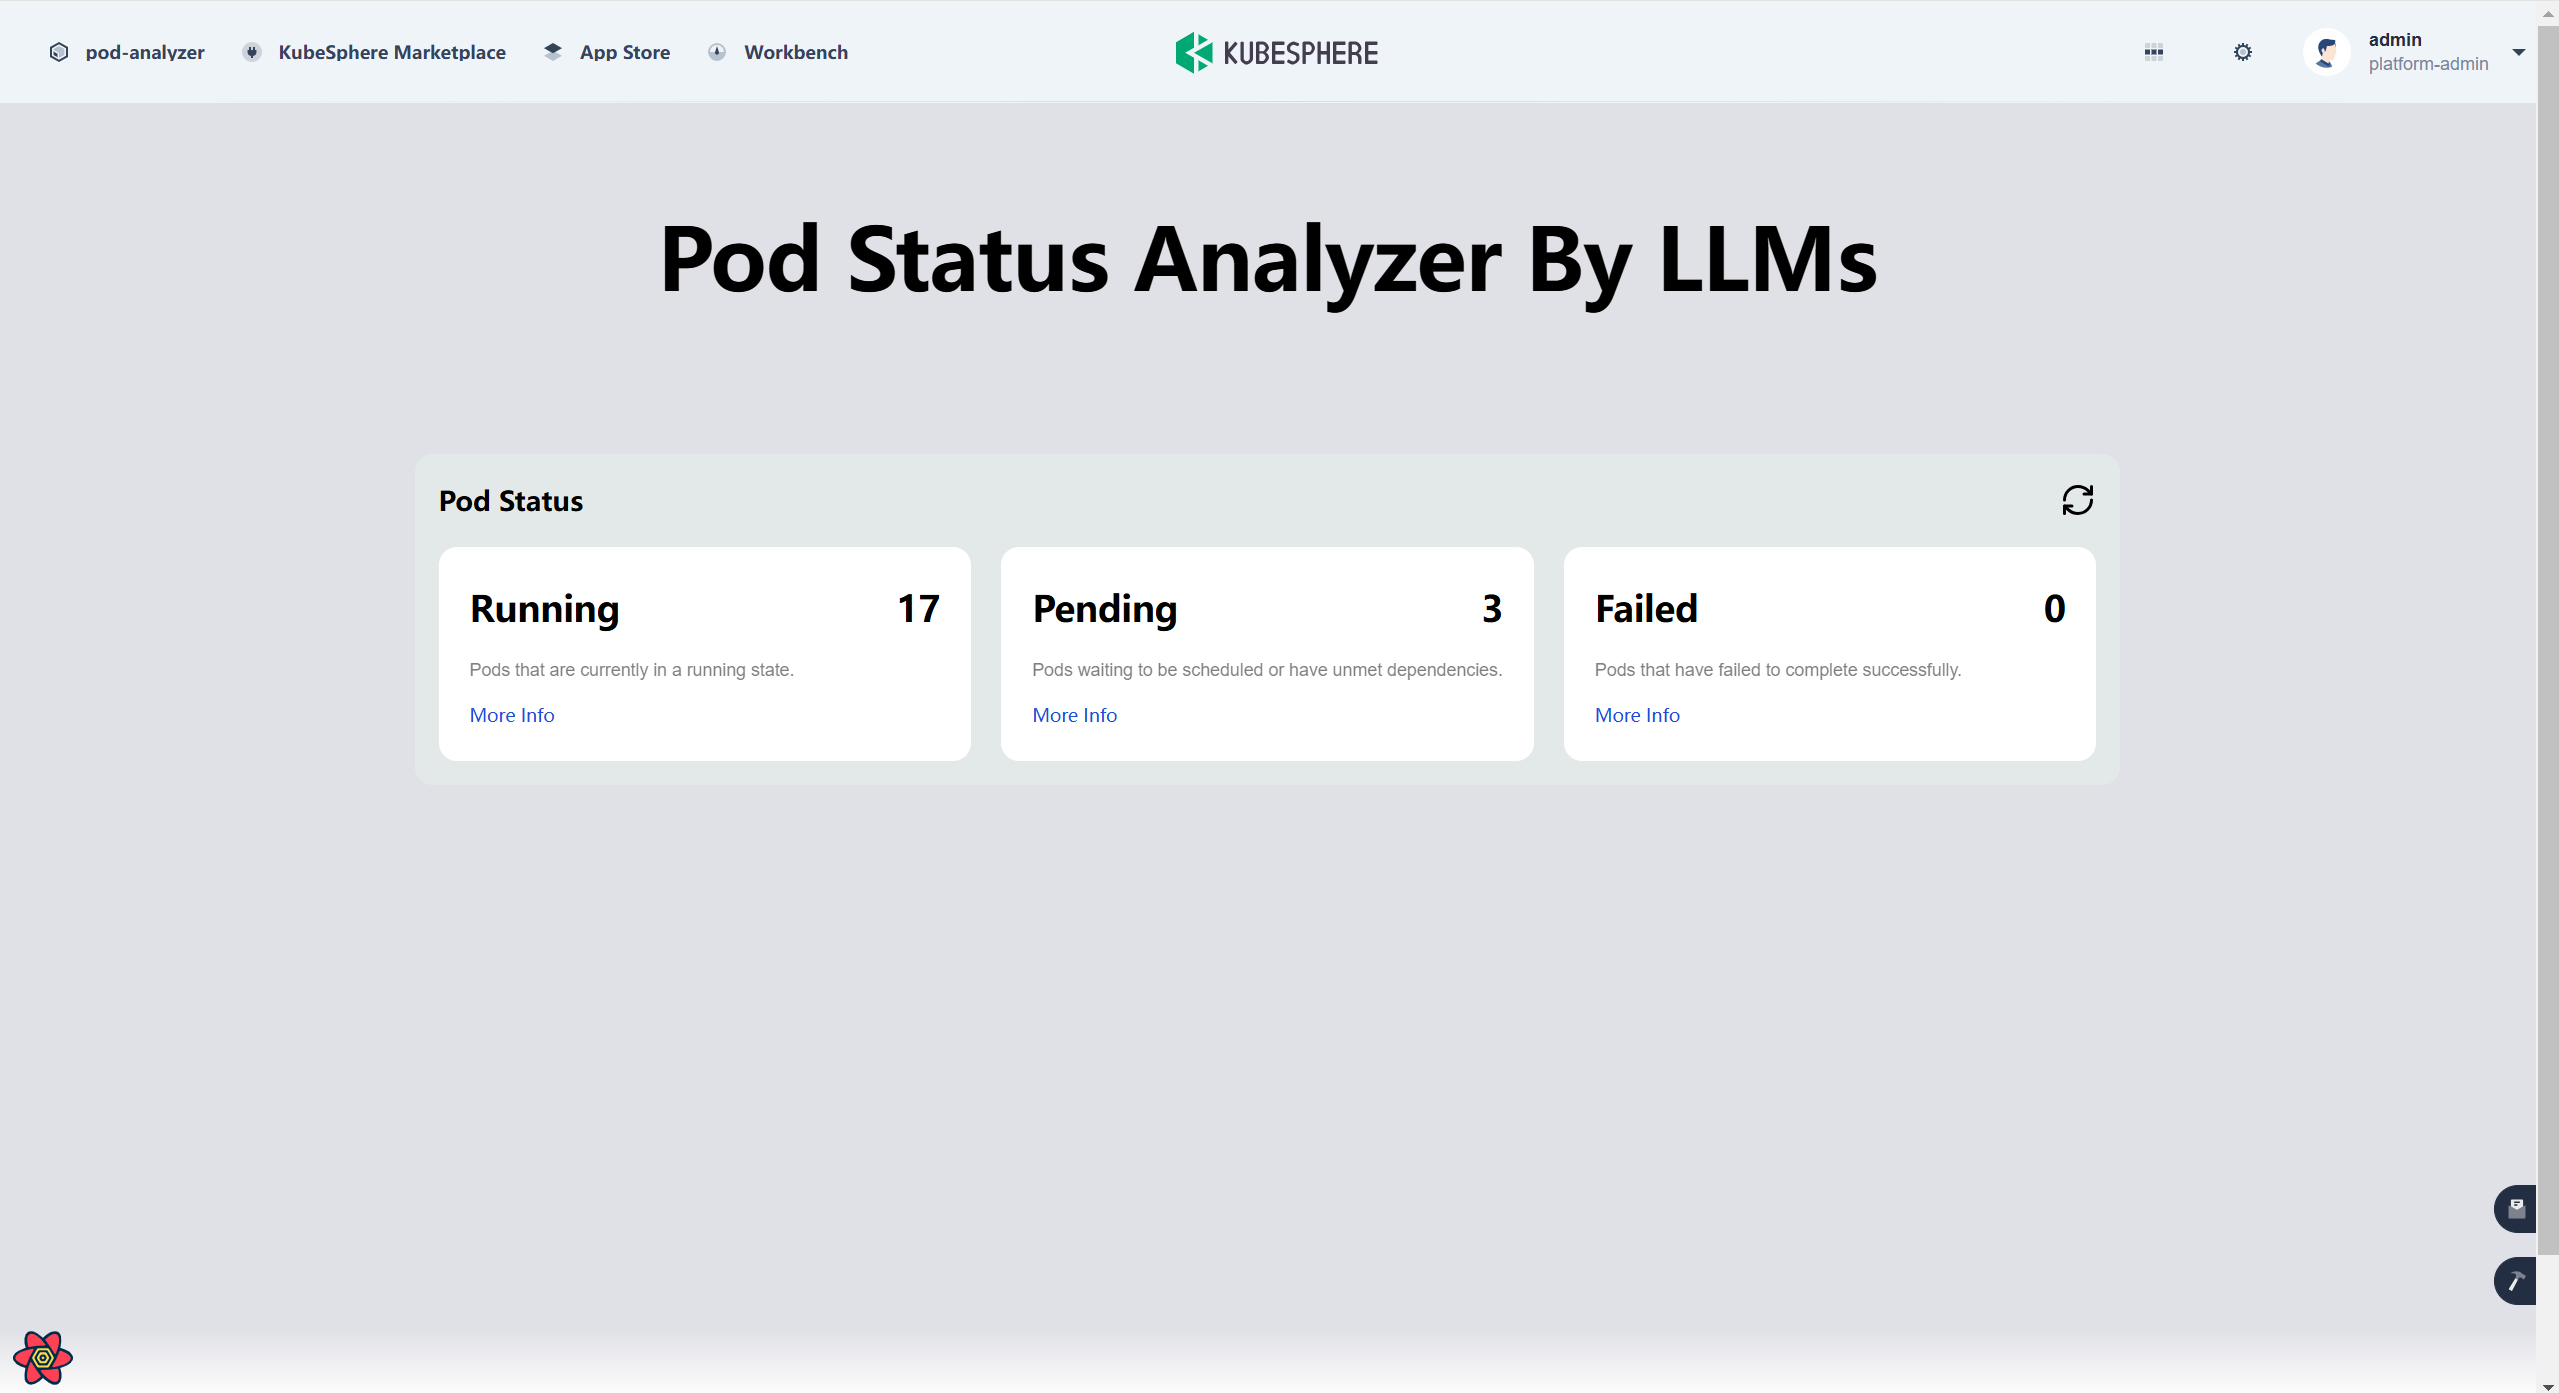 pod-analyzer KubeSphere Marketplace App Store Workbench
KUBESPHERE
admin
platform-admin
Pod Status Analyzer By LLMs
Pod Status
Running 17
Pods that are currently in a running state.
More Info
Pending 3
Pods waiting to be scheduled or have unmet dependencies.
More Info
Failed 0
Pods that have failed to complete successfully.
More Info